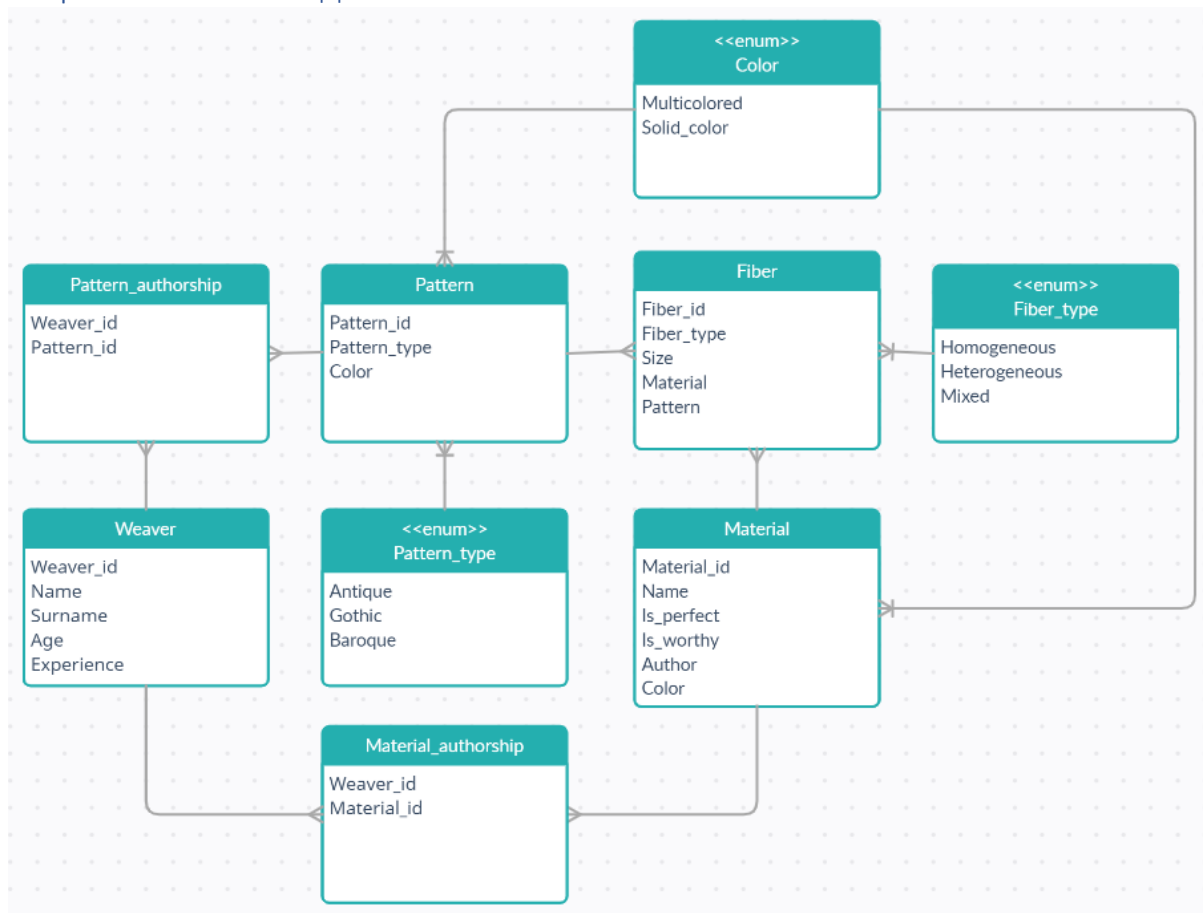 <<enum>>
Color
Multicolored
Solid_color
Pattern_authorship
Weaver_id
Pattern_id
Pattern
Pattern_id
Pattern_type
Color
Fiber
Fiber_id
Fiber_type
Size
Material
Pattern
<<enum>>
Fiber_type
Homogeneous
Heterogeneous
Mixed
Weaver
Weaver_id
Name
Surname
Age
Experience
<<enum>>
Pattern_type
Antique
Gothic
Baroque
Material
Material_id
Name
Is_perfect
Is_worthy
Author
Color
Material_authorship
Weaver_id
Material_id